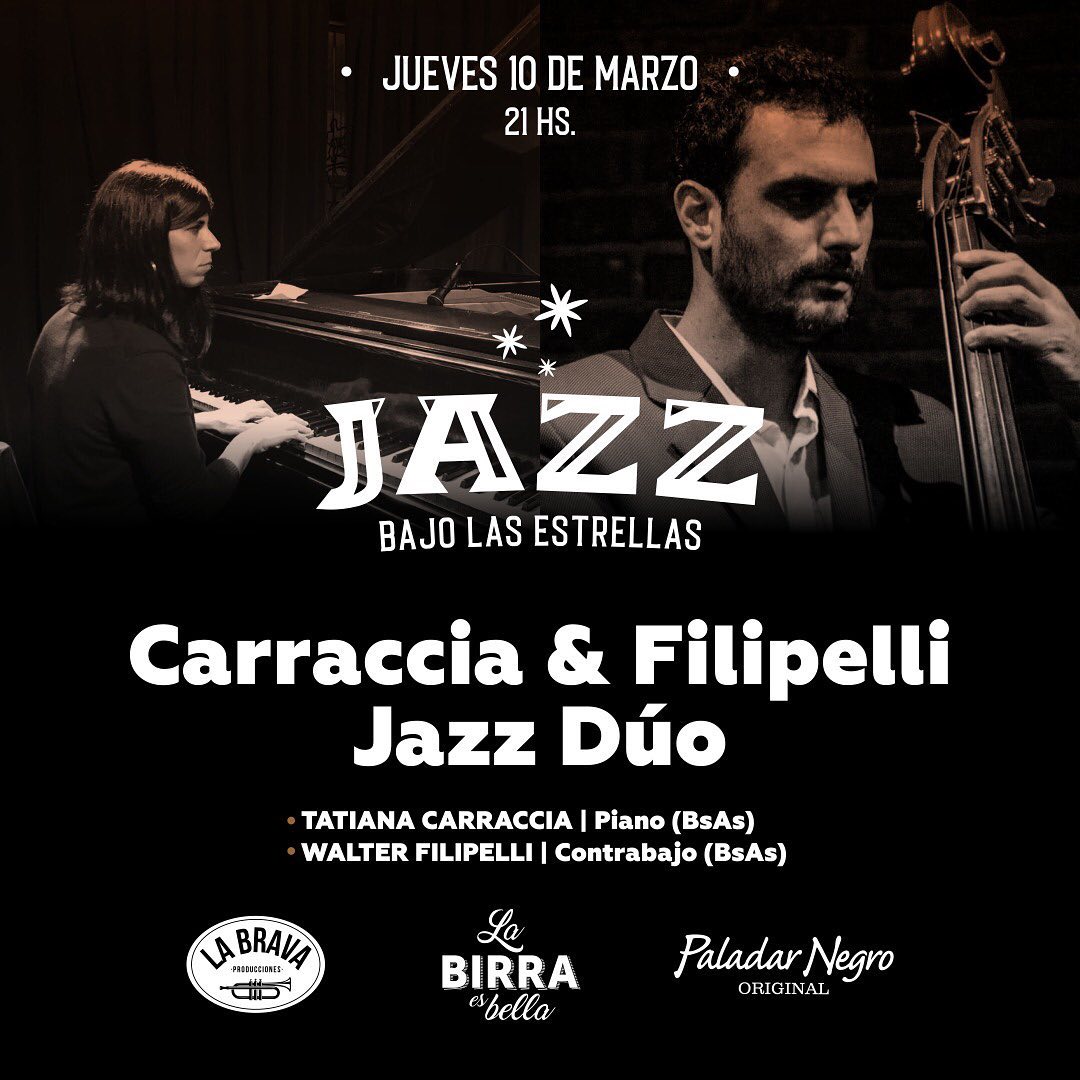 • JUEVES 10 DE MARZO •
21 HS.
JAZZ
BAJO LAS ESTRELLAS
Carraccia & Filipelli
Jazz Dúo
• TATIANA CARRACCIA | Piano (BsAs)
• WALTER FILIPELLI | Contrabajo (BsAs)
LA BRAVA
·PRODUCCIONES·
La
BIRRA
es bella
Paladar Negro
ORIGINAL